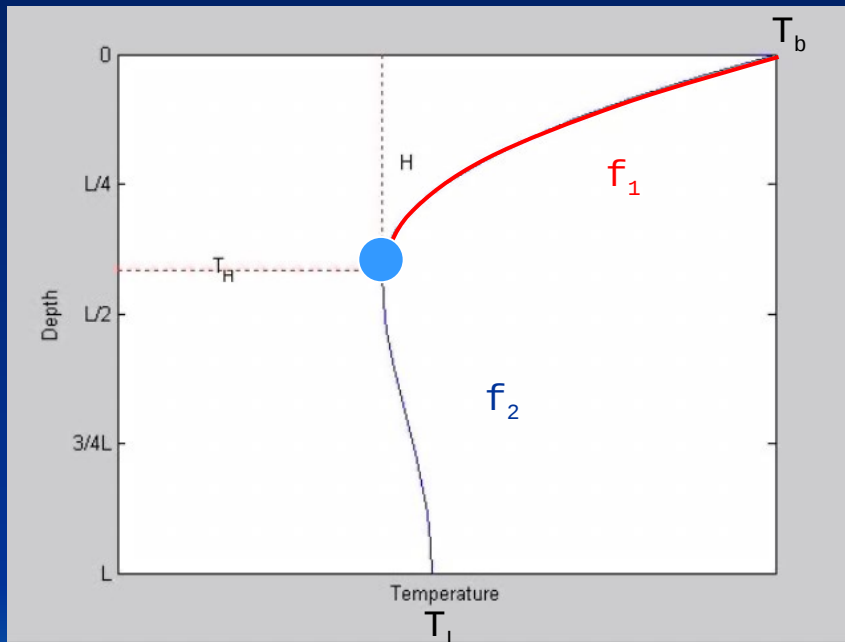 T_b
0
H
f_1
L/4
T_H
L/2
Depth
f_2
3/4L
L
Temperature
T_L